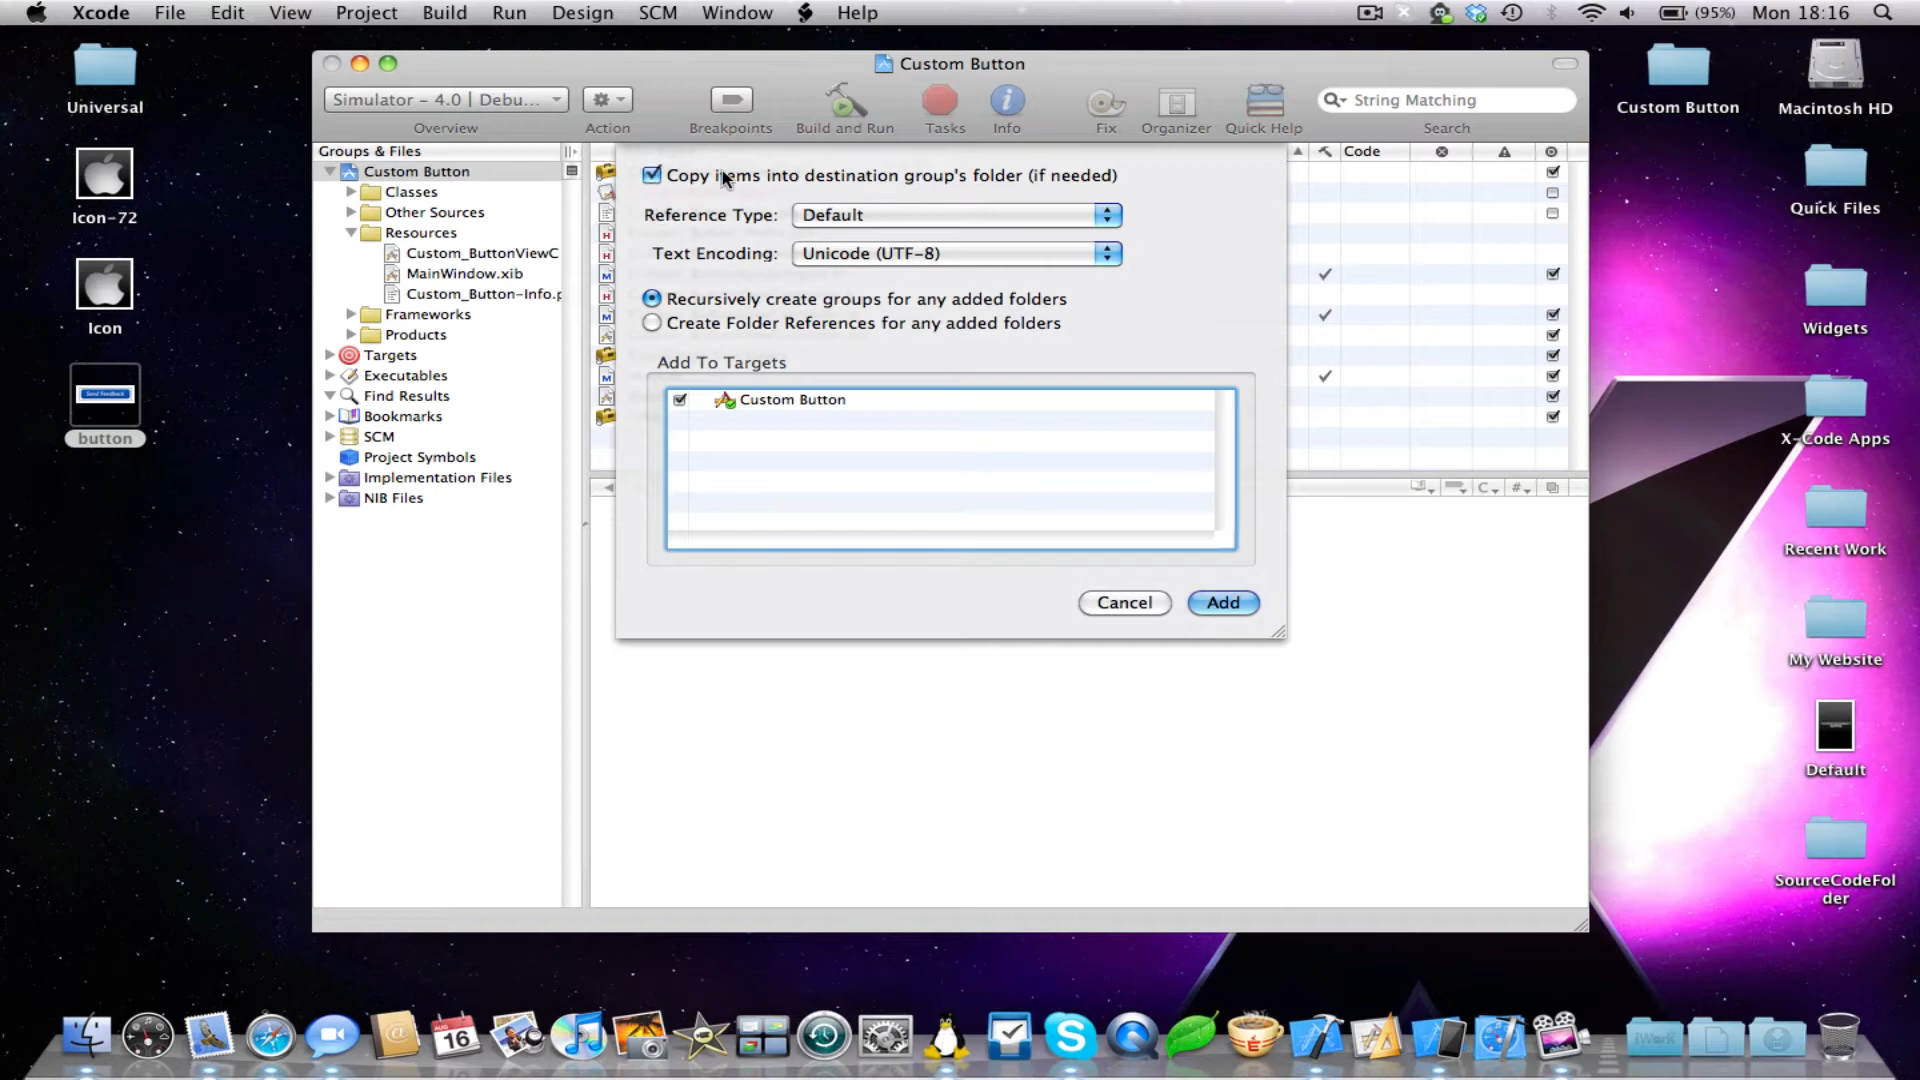 Xcode File Edit View Project Build Run Design SCM Window Help (95%) Mon 18:16
Universal
Icon-72
Icon
Send Feedback
button
Custom Button
Simulator - 4.0 | Debu...
String Matching
Overview Action Breakpoints Build and Run Tasks Info Fix Organizer Quick Help Search
Groups & Files
Custom Button
Classes
Other Sources
Resources
Custom_ButtonViewC
MainWindow.xib
Custom_Button-Info.p
Frameworks
Products
Targets
Executables
Find Results
Bookmarks
SCM
Project Symbols
Implementation Files
NIB Files
Code
Copy items into destination group's folder (if needed)
Reference Type: Default
Text Encoding: Unicode (UTF-8)
Recursively create groups for any added folders
Create Folder References for any added folders
Add To Targets
Custom Button
Cancel Add
Custom Button
Macintosh HD
Quick Files
Widgets
X-Code Apps
Recent Work
My Website
Default
SourceCodeFol
der
AUG
16
iWork